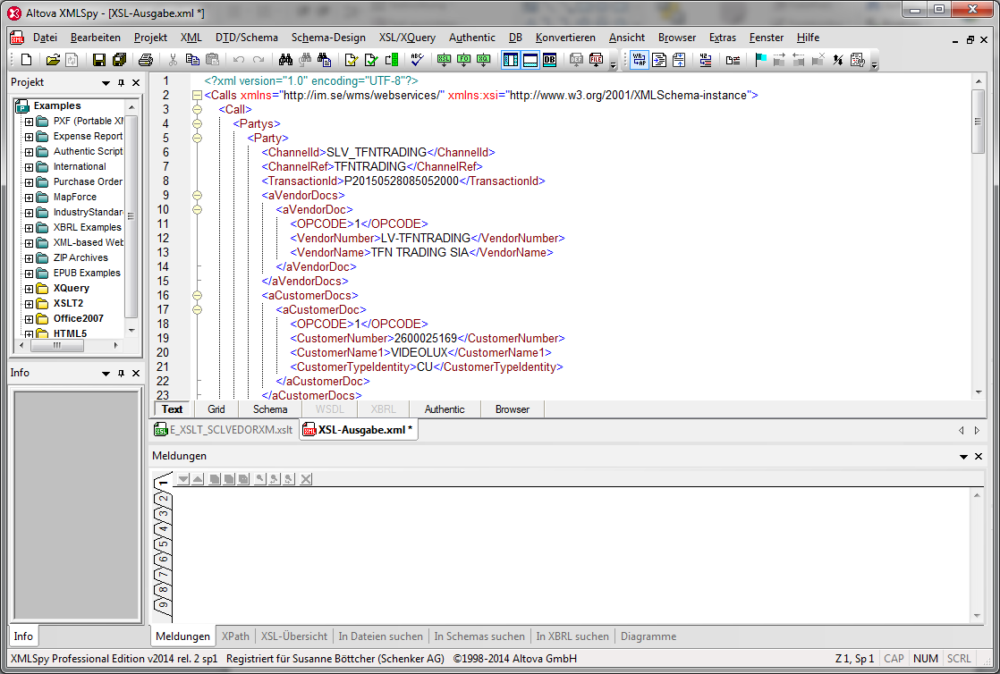 Altova XMLSpy - [XSL-Ausgabe.xml *]
Datei Bearbeiten Projekt XML DTD/Schema Schema-Design XSL/XQuery Authentic DB Konvertieren Ansicht Browser Extras Fenster Hilfe
Projekt
Examples
PXF (Portable XM
Expense Report
Authentic Script
International
Purchase Order
MapForce
IndustryStandar
XBRL Examples
XML-based Web
ZIP Archives
EPUB Examples
XQuery
XSLT2
Office2007
HTML5
Info
Info
1 <?xml version="1.0" encoding="UTF-8"?>
2 <Calls xmlns="http://im.se/wms/webservices/" xmlns:xsi="http://www.w3.org/2001/XMLSchema-instance">
3 <Call>
4 <Partys>
5 <Party>
6 <ChannelId>SLV_TFNTRADING</ChannelId>
7 <ChannelRef>TFNTRADING</ChannelRef>
8 <TransactionId>P20150528085052000</TransactionId>
9 <aVendorDocs>
10 <aVendorDoc>
11 <OPCODE>1</OPCODE>
12 <VendorNumber>LV-TFNTRADING</VendorNumber>
13 <VendorName>TFN TRADING SIA</VendorName>
14 </aVendorDoc>
15 </aVendorDocs>
16 <aCustomerDocs>
17 <aCustomerDoc>
18 <OPCODE>1</OPCODE>
19 <CustomerNumber>2600025169</CustomerNumber>
20 <CustomerName1>VIDEOLUX</CustomerName1>
21 <CustomerTypeIdentity>CU</CustomerTypeIdentity>
22 </aCustomerDoc>
23 </aCustomerDocs>
Text Grid Schema WSDL XBRL Authentic Browser
E_XSLT_SCLVEDORXM.xslt XSL-Ausgabe.xml *
Meldungen
1
2
3
4
5
6
7
8
9
Meldungen XPath XSL-Übersicht In Dateien suchen In Schemas suchen In XBRL suchen Diagramme
XMLSpy Professional Edition v2014 rel. 2 sp1 Registriert für Susanne Böttcher (Schenker AG) ©1998-2014 Altova GmbH Z 1, Sp 1 CAP NUM SCRL